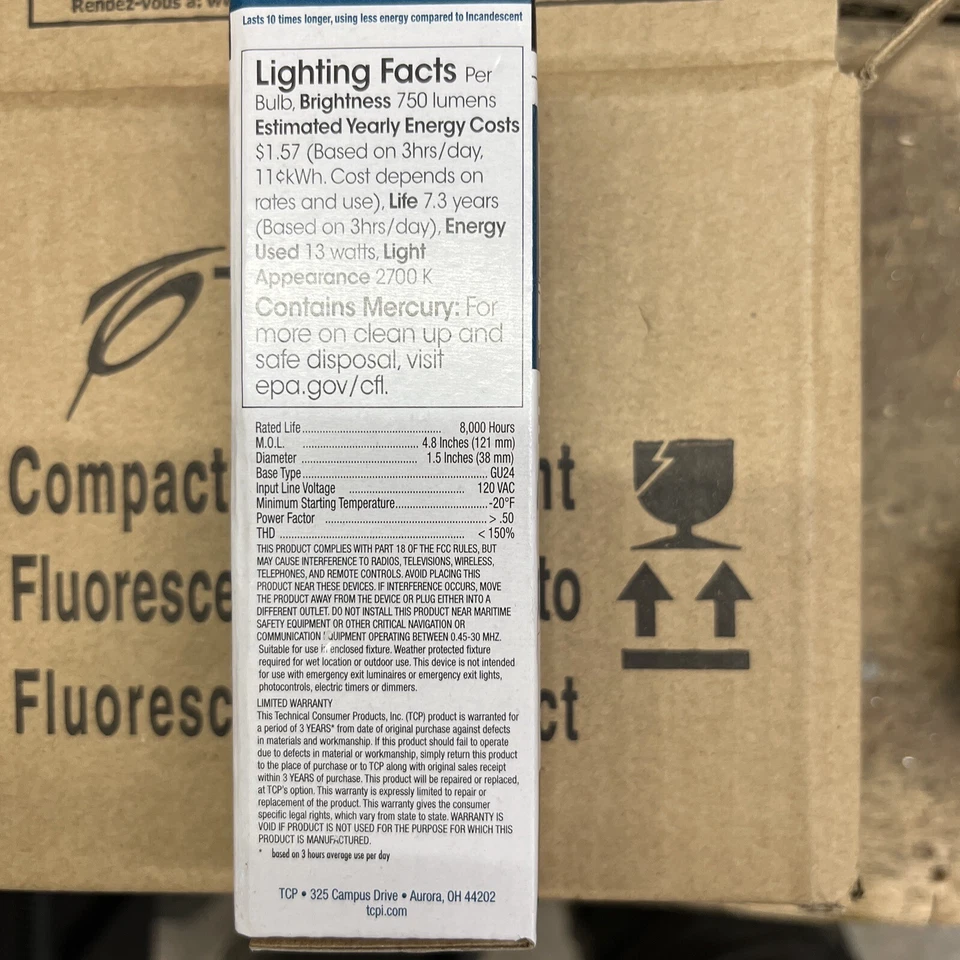 Rendez-vous à: w
Lasts 10 times longer, using less energy compared to Incandescent
Lighting Facts Per
Bulb, Brightness 750 lumens
Estimated Yearly Energy Costs
$1.57 (Based on 3hrs/day,
11¢kWh. Cost depends on
rates and use), Life 7.3 years
(Based on 3hrs/day), Energy
Used 13 watts, Light
Appearance 2700 K
Contains Mercury: For
more on clean up and
safe disposal, visit
epa.gov/cfl.
Rated Life 8,000 Hours
M.O.L. 4.8 Inches (121 mm)
Diameter 1.5 Inches (38 mm)
Base Type GU24
Input Line Voltage 120 VAC
Minimum Starting Temperature -20°F
Power Factor > .50
THD < 150%
THIS PRODUCT COMPLIES WITH PART 18 OF THE FCC RULES, BUT
MAY CAUSE INTERFERENCE TO RADIOS, TELEVISIONS, WIRELESS,
TELEPHONES, AND REMOTE CONTROLS. AVOID PLACING THIS
PRODUCT NEAR THESE DEVICES. IF INTERFERENCE OCCURS, MOVE
THE PRODUCT AWAY FROM THE DEVICE OR PLUG EITHER INTO A
DIFFERENT OUTLET. DO NOT INSTALL THIS PRODUCT NEAR MARITIME
SAFETY EQUIPMENT OR OTHER CRITICAL NAVIGATION OR
COMMUNICATION EQUIPMENT OPERATING BETWEEN 0.45-30 MHZ.
Suitable for use in enclosed fixture. Weather protected fixture
required for wet location or outdoor use. This device is not intended
for use with emergency exit luminaires or emergency exit lights,
photocontrols, electric timers or dimmers.
LIMITED WARRANTY
This Technical Consumer Products, Inc. (TCP) product is warranted for
a period of 3 YEARS* from date of original purchase against defects
in materials and workmanship. If this product should fail to operate
due to defects in material or workmanship, simply return this product
to the place of purchase or to TCP along with original sales receipt
within 3 YEARS of purchase. This product will be repaired or replaced,
at TCP's option. This warranty is expressly limited to repair or
replacement of the product. This warranty gives the consumer
specific legal rights, which vary from state to state. WARRANTY IS
VOID IF PRODUCT IS NOT USED FOR THE PURPOSE FOR WHICH THIS
PRODUCT IS MANUFACTURED.
* based on 3 hours average use per day
TCP • 325 Campus Drive • Aurora, OH 44202
tcpi.com
Compact nt
Fluoresce to
Fluoresc ct